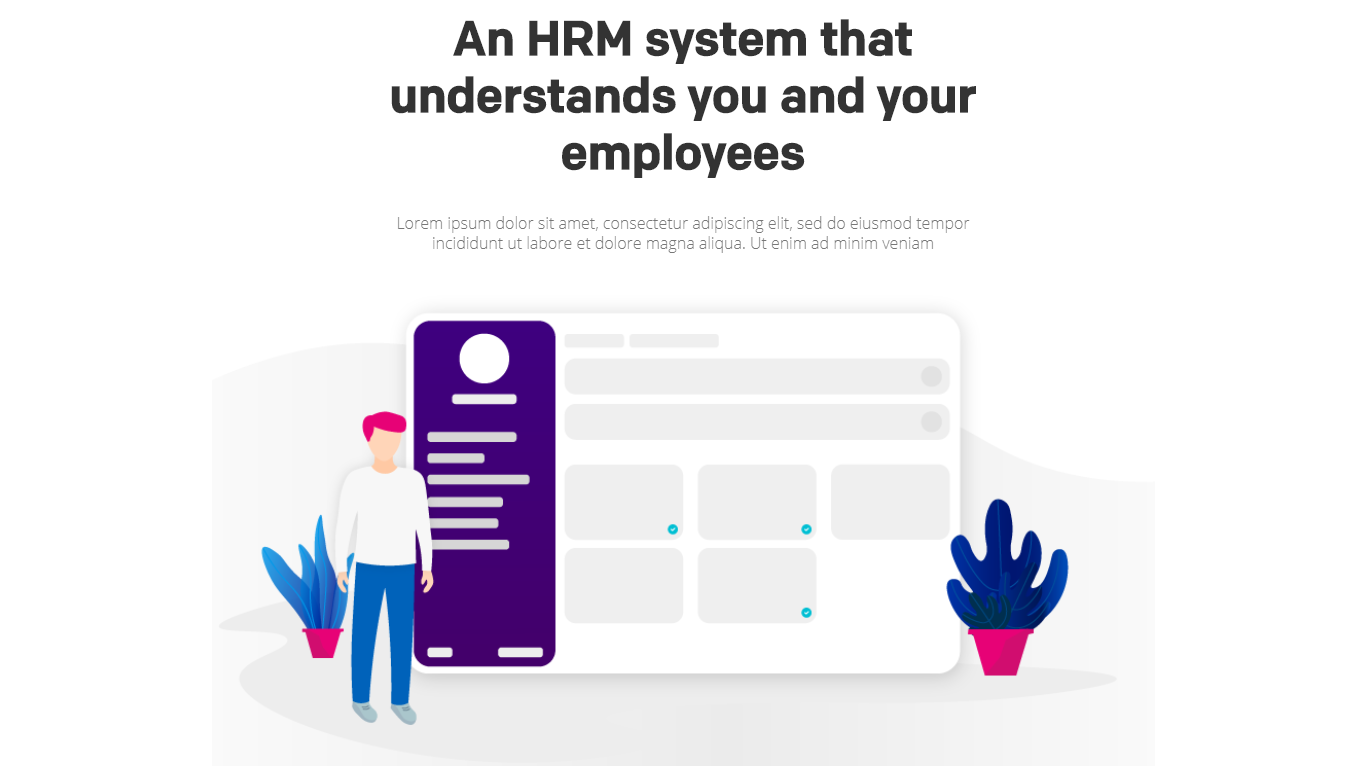 An HRM system that
understands you and your
employees
Lorem ipsum dolor sit amet, consectetur adipiscing elit, sed do eiusmod tempor
incididunt ut labore et dolore magna aliqua. Ut enim ad minim veniam